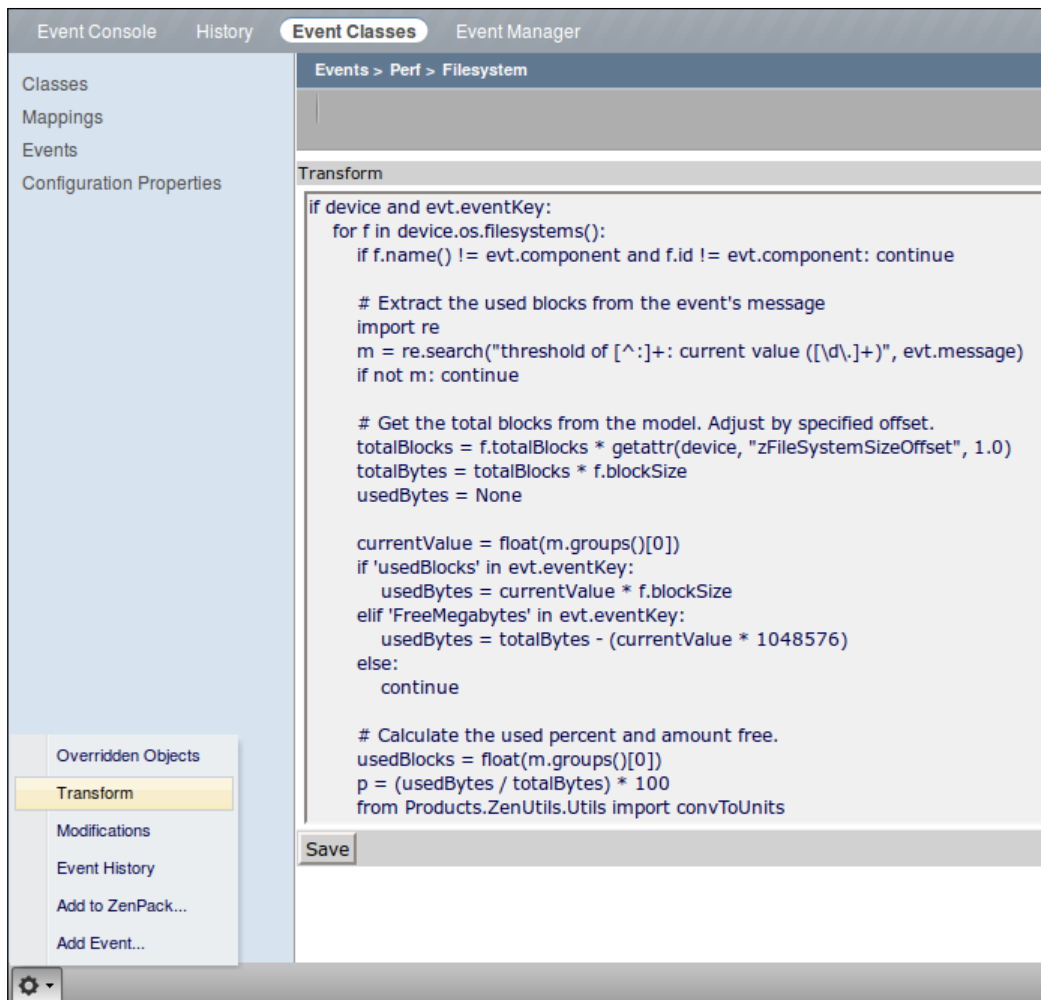 Event Console History Event Classes Event Manager
Classes
Mappings
Events
Configuration Properties
Events > Perf > Filesystem
Transform
if device and evt.eventKey:
    for f in device.os.filesystems():
        if f.name() != evt.component and f.id != evt.component: continue

        # Extract the used blocks from the event's message
        import re
        m = re.search("threshold of [^:]+: current value ([\d\.]+)", evt.message)
        if not m: continue

        # Get the total blocks from the model. Adjust by specified offset.
        totalBlocks = f.totalBlocks * getattr(device, "zFileSystemSizeOffset", 1.0)
        totalBytes = totalBlocks * f.blockSize
        usedBytes = None

        currentValue = float(m.groups()[0])
        if 'usedBlocks' in evt.eventKey:
            usedBytes = currentValue * f.blockSize
        elif 'FreeMegabytes' in evt.eventKey:
            usedBytes = totalBytes - (currentValue * 1048576)
        else:
            continue

        # Calculate the used percent and amount free.
        usedBlocks = float(m.groups()[0])
        p = (usedBytes / totalBytes) * 100
        from Products.ZenUtils.Utils import convToUnits
Save
Overridden Objects
Transform
Modifications
Event History
Add to ZenPack...
Add Event...